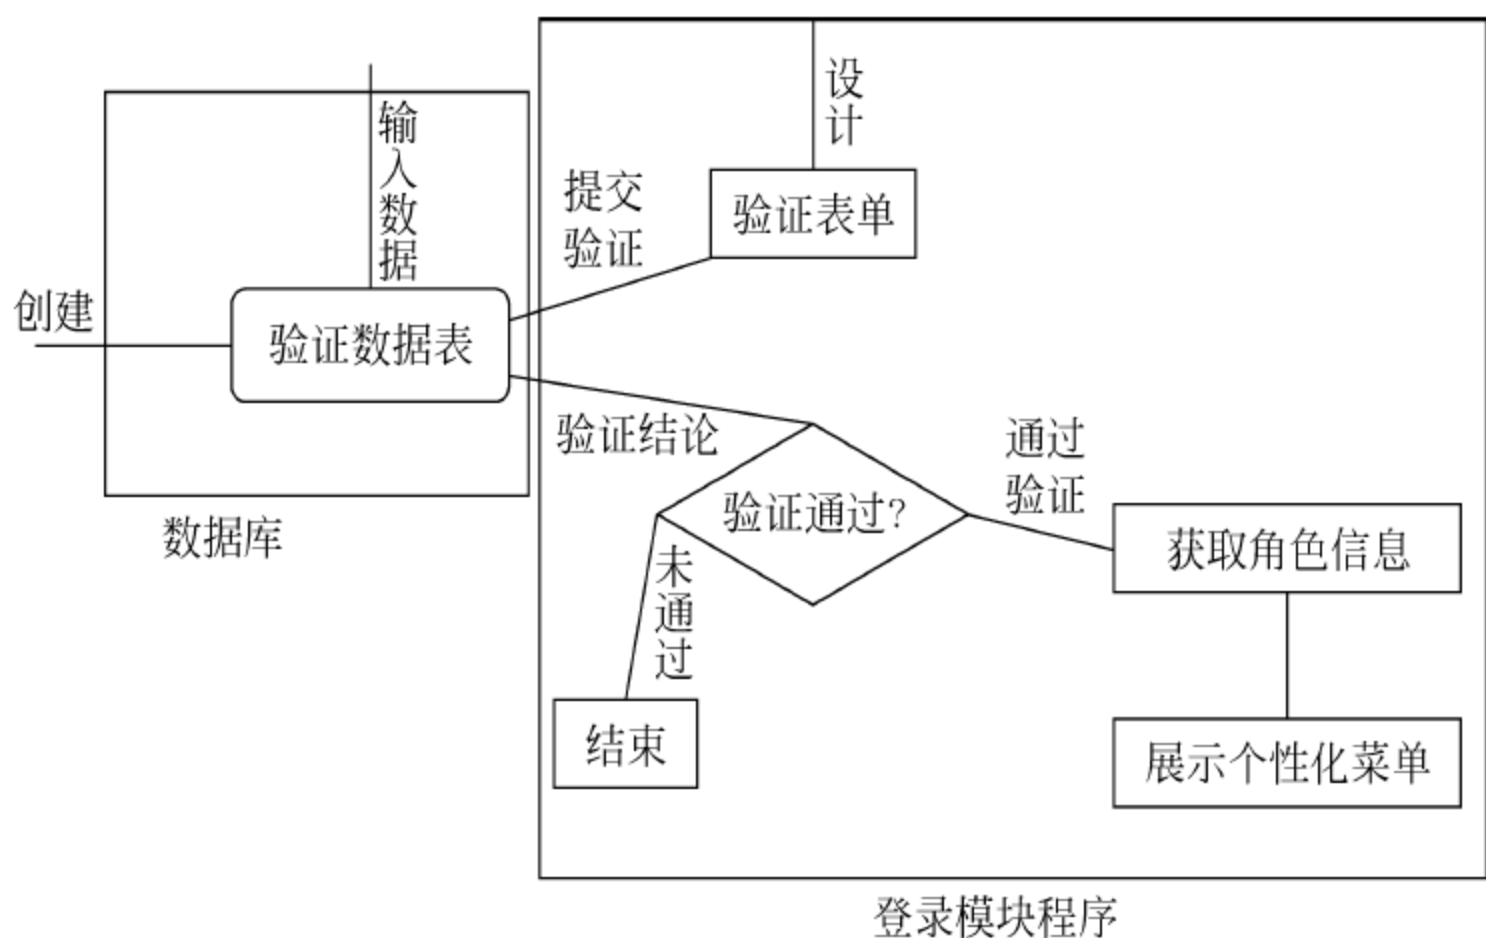 设计
输入数据
提交
验证
验证表单
创建
验证数据表
验证结论
通过
验证
验证通过?
数据库
获取角色信息
未通过
结束
展示个性化菜单
登录模块程序